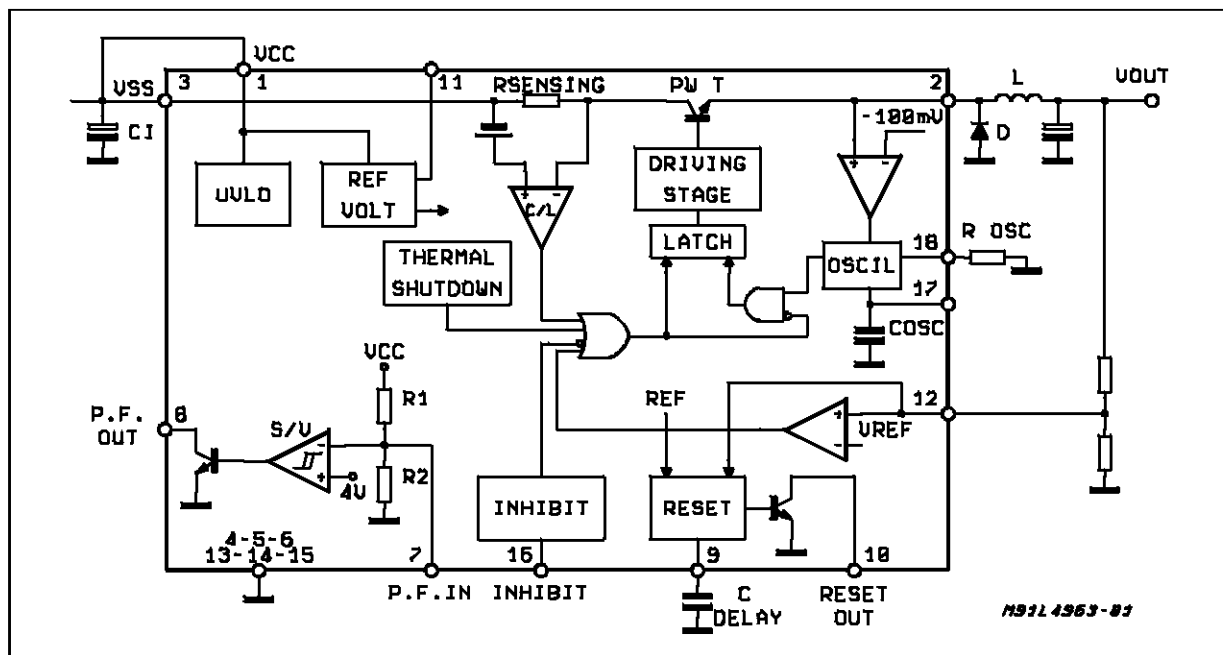 VCC
VSS 3 1 11 RSENSING PW T 2 L VOUT
CI
-100mV
D
+ -
UVLO
REF
VOLT
+ -
C/L
DRIVING
STAGE
LATCH
OSCIL
18 R OSC
17
COSC
THERMAL
SHUTDOWN
VCC
R1
P.F.
OUT
8
S/V
-
+
4V
R2
REF
12
+
VREF
-
INHIBIT
RESET
4-5-6
13-14-15
7 16 9 10
P.F.IN INHIBIT
C
DELAY
RESET
OUT
M91L4963-01